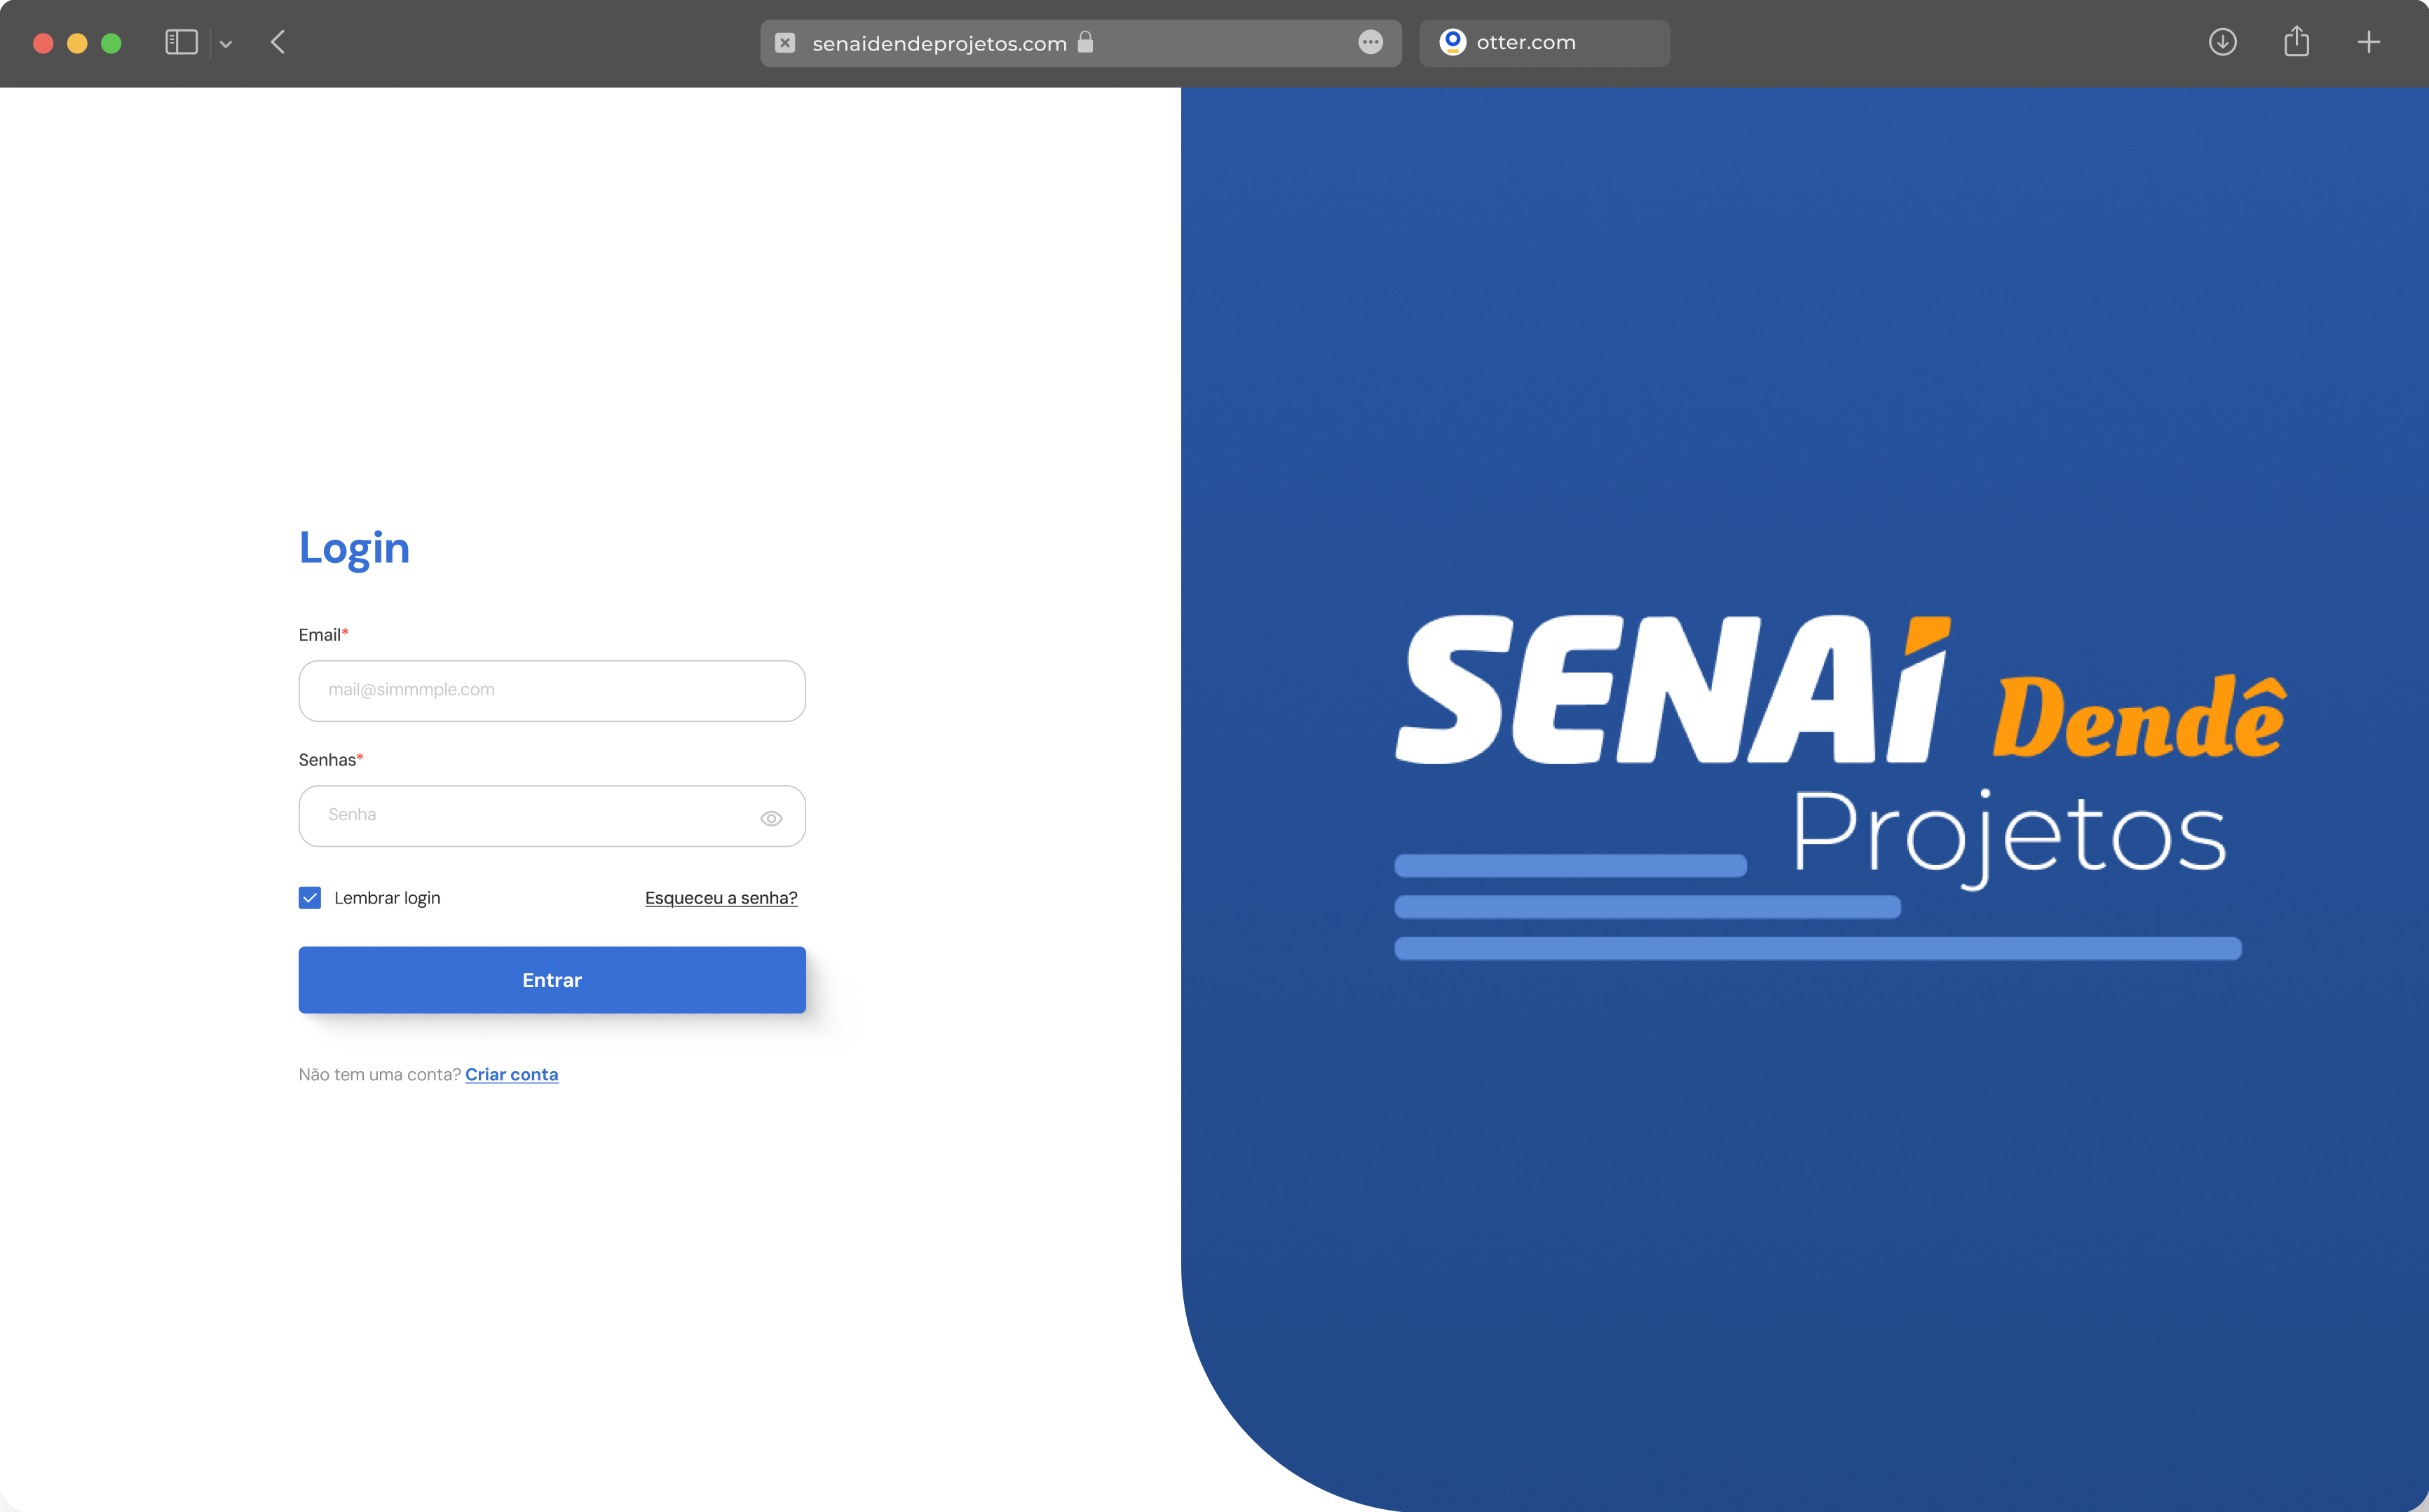 senaidendeprojetos.com
otter.com
Login
Email*
mail@simmmple.com
Senhas*
Senha
Lembrar login
Esqueceu a senha?
Entrar
Não tem uma conta? Criar conta
SENAI Dendê
Projetos